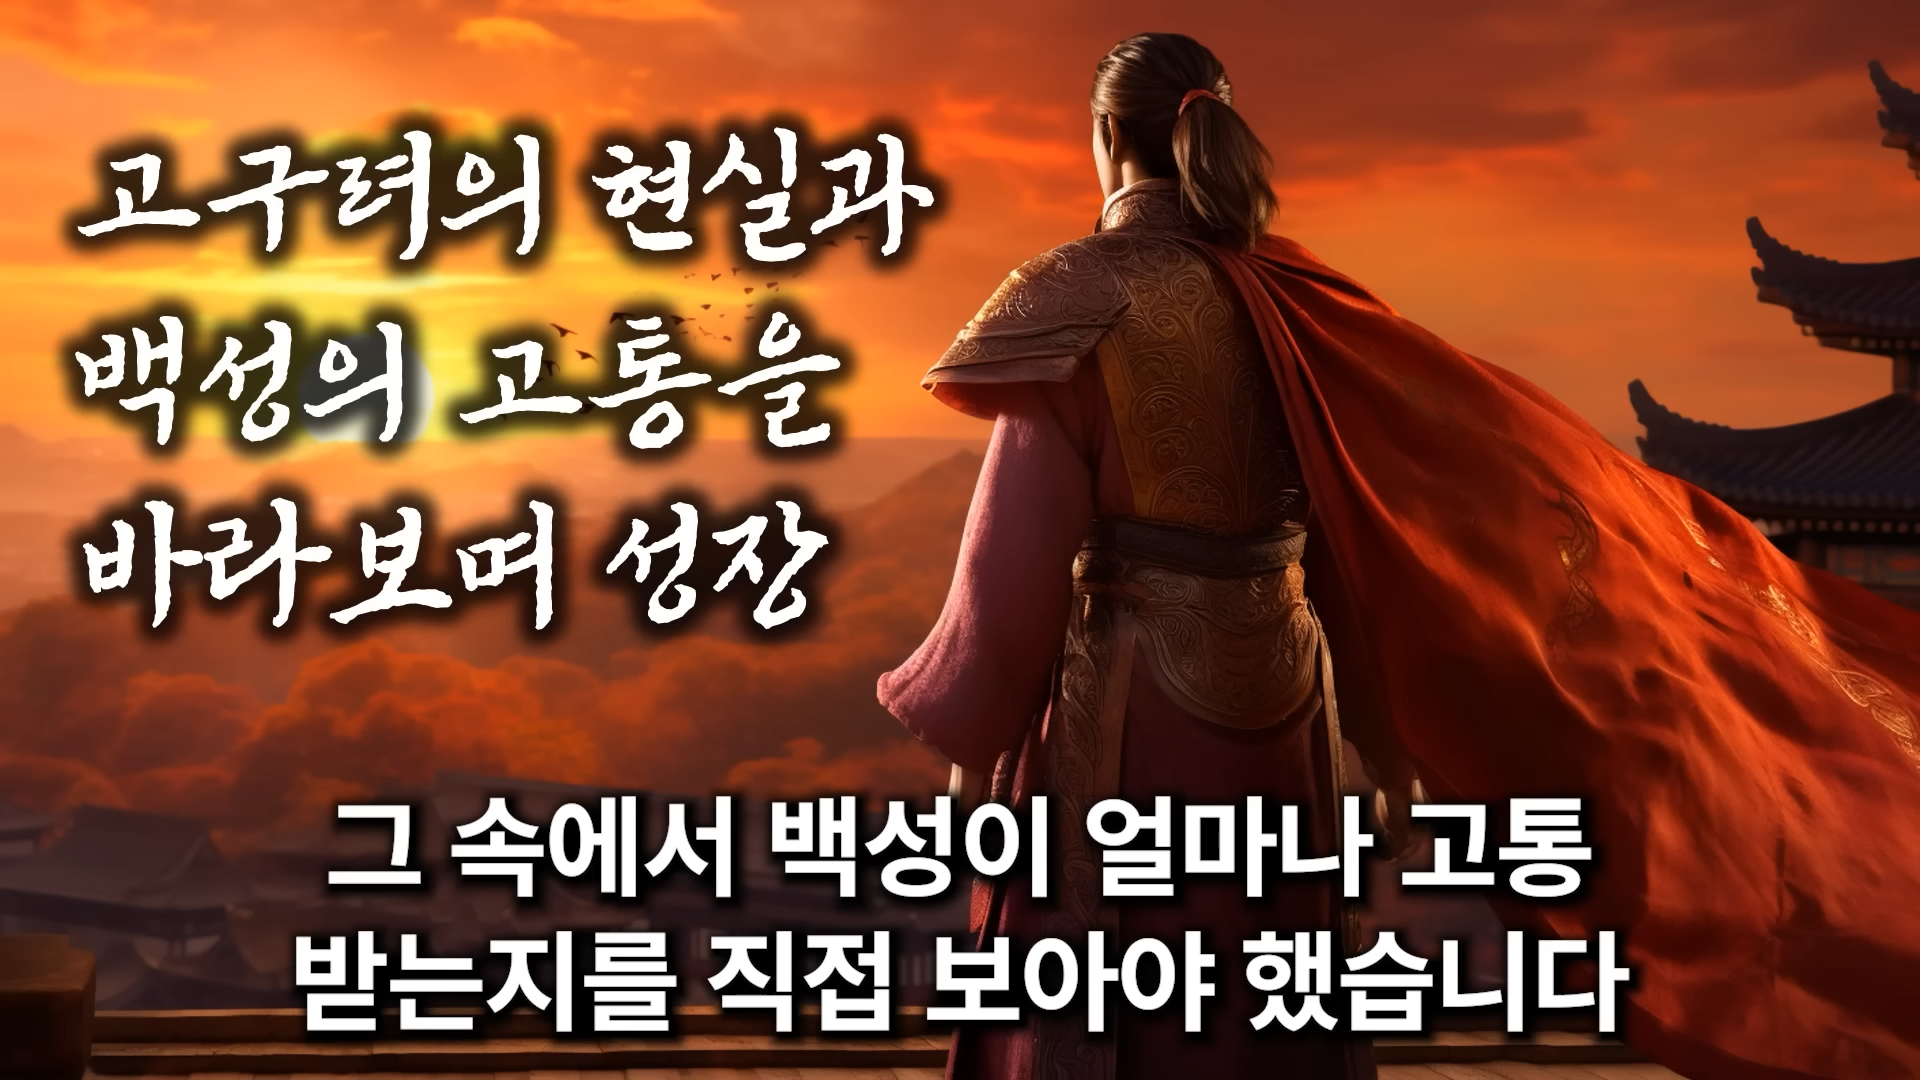 고구려의 현실과
백성의 고통을
바라보며 성장
그 속에서 백성이 얼마나 고통
받는지를 직접 보아야 했습니다